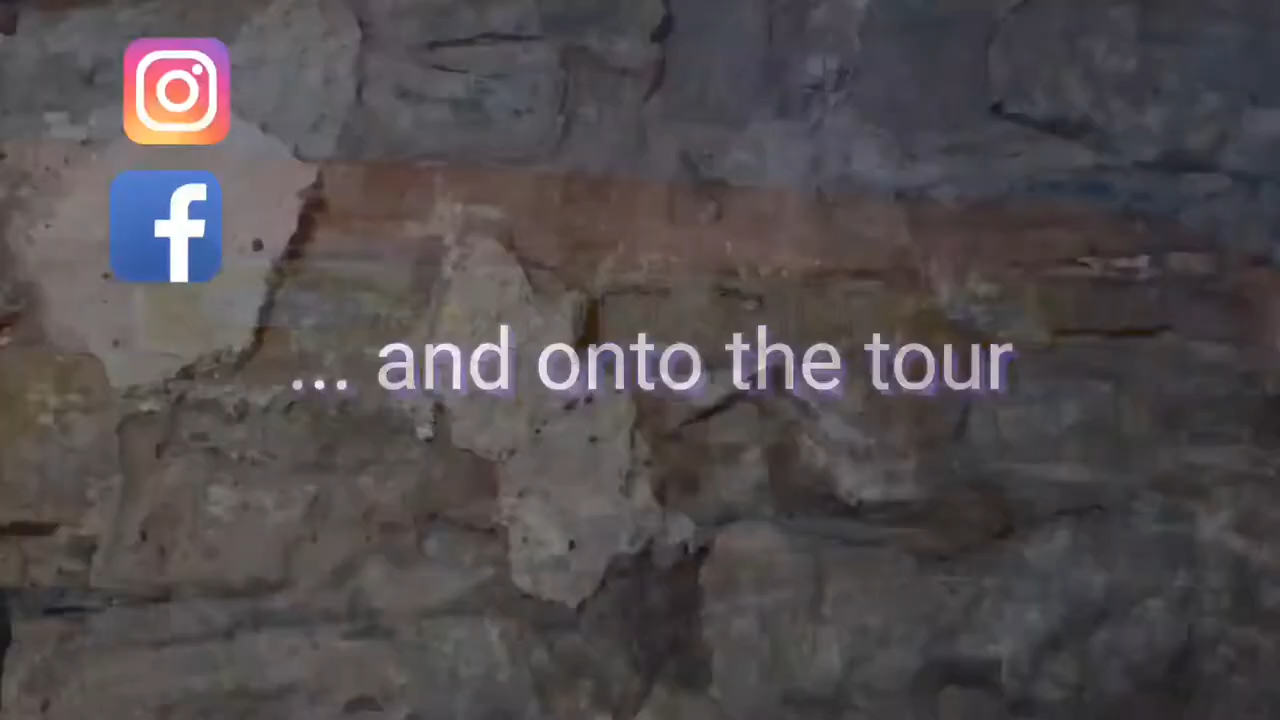 ... and onto the tour